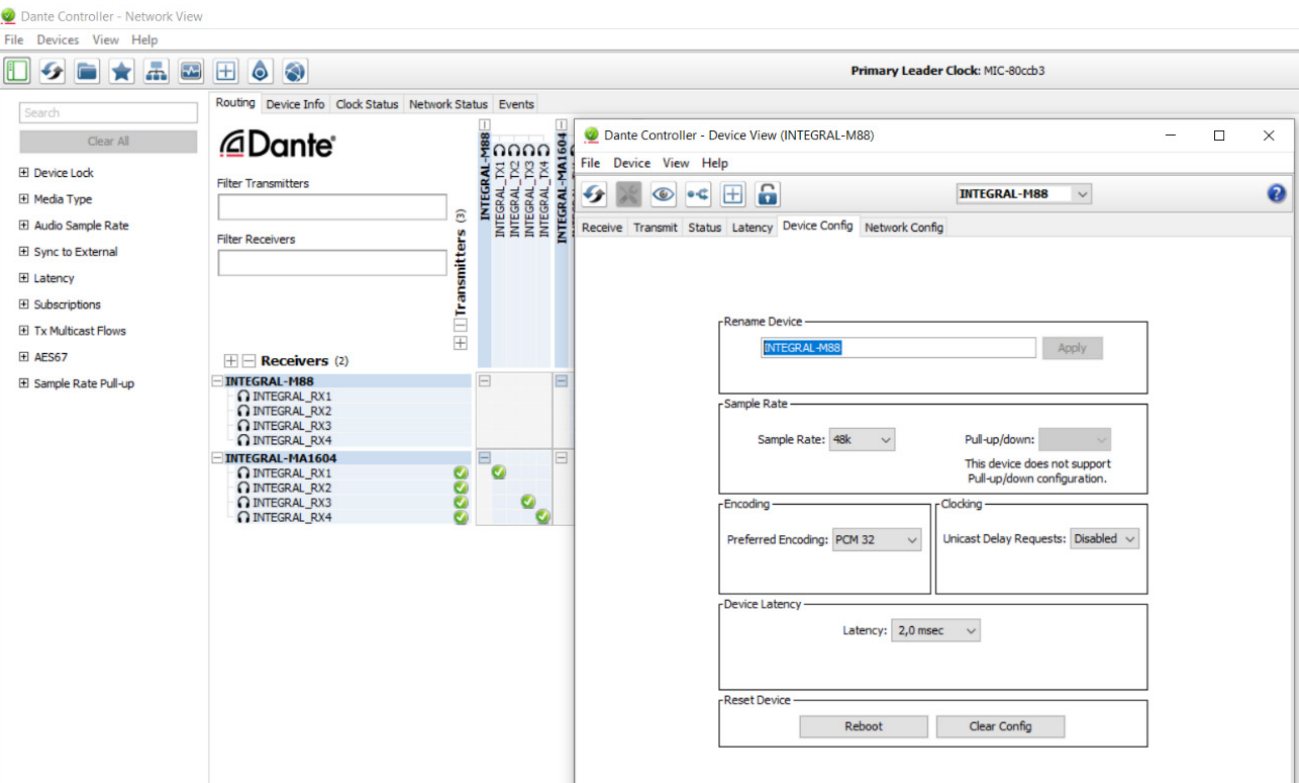 Dante Controller - Network View
File Devices View Help
Primary Leader Clock: MIC-80ccb3
Search
Clear All
Device Lock
Media Type
Audio Sample Rate
Sync to External
Latency
Subscriptions
Tx Multicast Flows
AES67
Sample Rate Pull-up
Routing Device Info Clock Status Network Status Events
Dante®
Filter Transmitters
Filter Receivers
Transmitters (3)
INTEGRAL-M88
INTEGRAL_TX1
INTEGRAL_TX2
INTEGRAL_TX3
INTEGRAL_TX4
INTEGRAL-MA1604
Receivers (2)
INTEGRAL-M88
INTEGRAL_RX1
INTEGRAL_RX2
INTEGRAL_RX3
INTEGRAL_RX4
INTEGRAL-MA1604
INTEGRAL_RX1
INTEGRAL_RX2
INTEGRAL_RX3
INTEGRAL_RX4
Dante Controller - Device View (INTEGRAL-M88)
File Device View Help
INTEGRAL-M88
Receive Transmit Status Latency Device Config Network Config
Rename Device
INTEGRAL-M88 Apply
Sample Rate
Sample Rate: 48k Pull-up/down:
This device does not support
Pull-up/down configuration.
Encoding
Preferred Encoding: PCM 32
Clocking
Unicast Delay Requests: Disabled
Device Latency
Latency: 2,0 msec
Reset Device
Reboot Clear Config